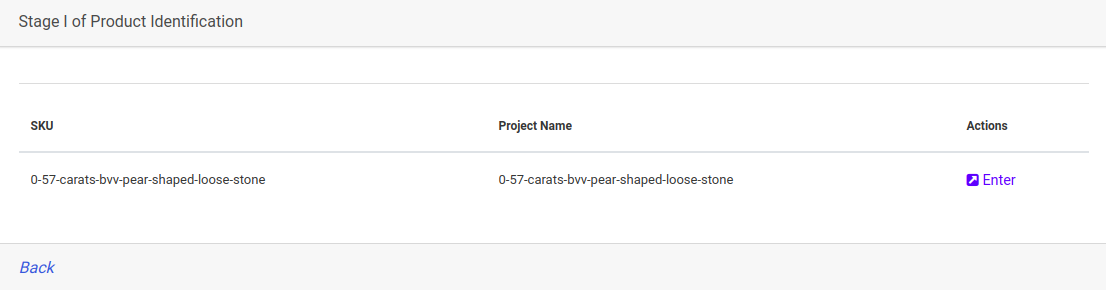 Stage I of Product Identification
SKU Project Name Actions
0-57-carats-bvv-pear-shaped-loose-stone 0-57-carats-bvv-pear-shaped-loose-stone Enter
Back